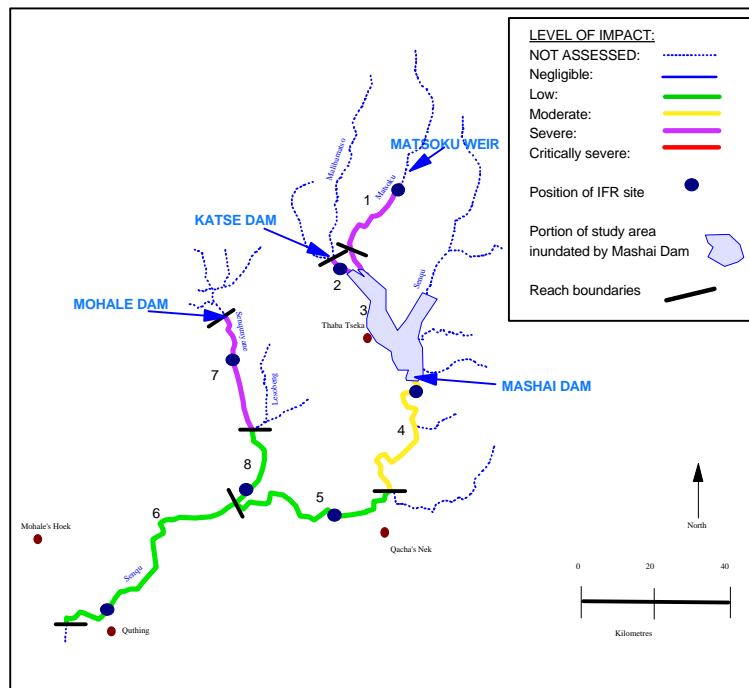 LEVEL OF IMPACT:
NOT ASSESSED:
Negligible:
Low:
Moderate:
Severe:
Critically severe:
Position of IFR site
Portion of study area
inundated by Mashai Dam
Reach boundaries
MATSOKU WEIR
Malibamatso
Matsoku
1
KATSE DAM
2
Senqu
3
MOHALE DAM
Senqunyane
Thaba Tseka
7
Lesobeng
MASHAI DAM
4
8
5
6
Mohale's Hoek
Qacha's Nek
Senqu
Quthing
North
0
20
40
Kilometres